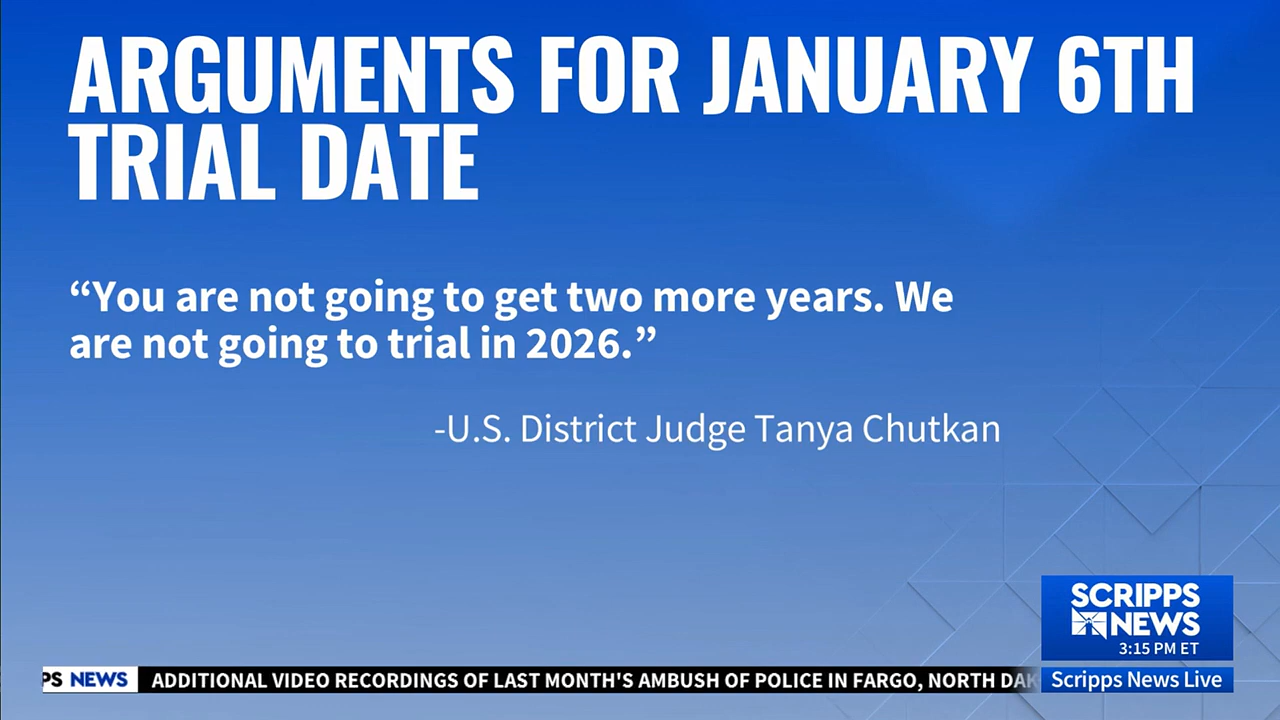 ARGUMENTS FOR JANUARY 6TH
TRIAL DATE
“You are not going to get two more years. We
are not going to trial in 2026.”
-U.S. District Judge Tanya Chutkan
SCRIPPS
NEWS
3:15 PM ET
PS NEWS ADDITIONAL VIDEO RECORDINGS OF LAST MONTH'S AMBUSH OF POLICE IN FARGO, NORTH DAK
Scripps News Live